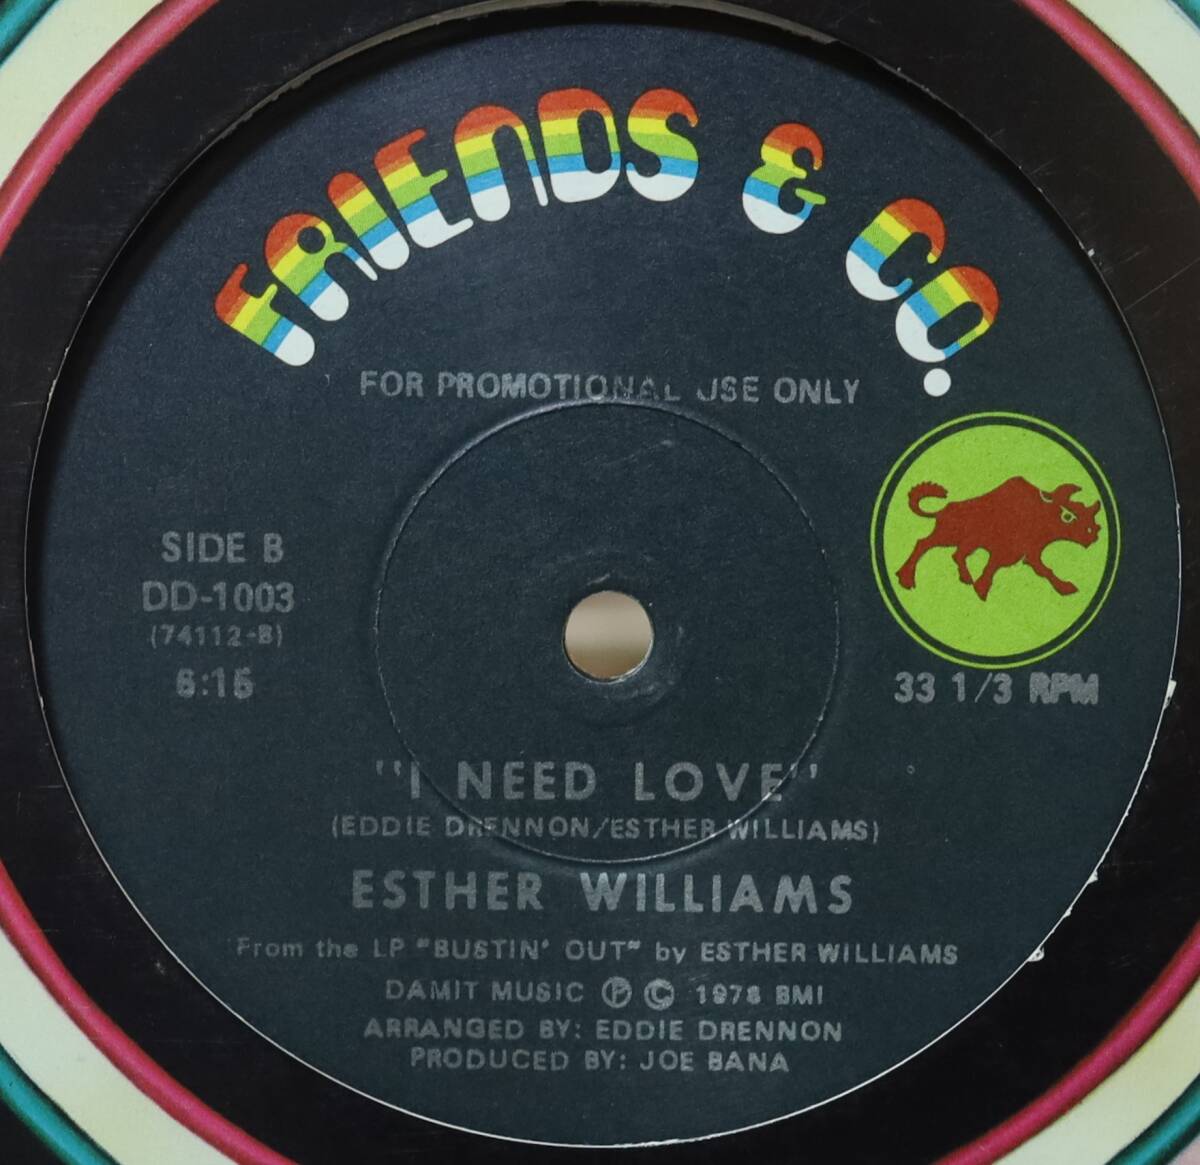 FRIENDS & CO.
FOR PROMOTIONAL USE ONLY
SIDE B
DD-1003
(74112-B)
6:15
33 1/3 RPM
"I NEED LOVE"
(EDDIE DRENNON/ESTHER WILLIAMS)
ESTHER WILLIAMS
From the LP "BUSTIN' OUT" by ESTHER WILLIAMS
DAMIT MUSIC Ⓟ © 1976 BMI
ARRANGED BY: EDDIE DRENNON
PRODUCED BY: JOE BANA